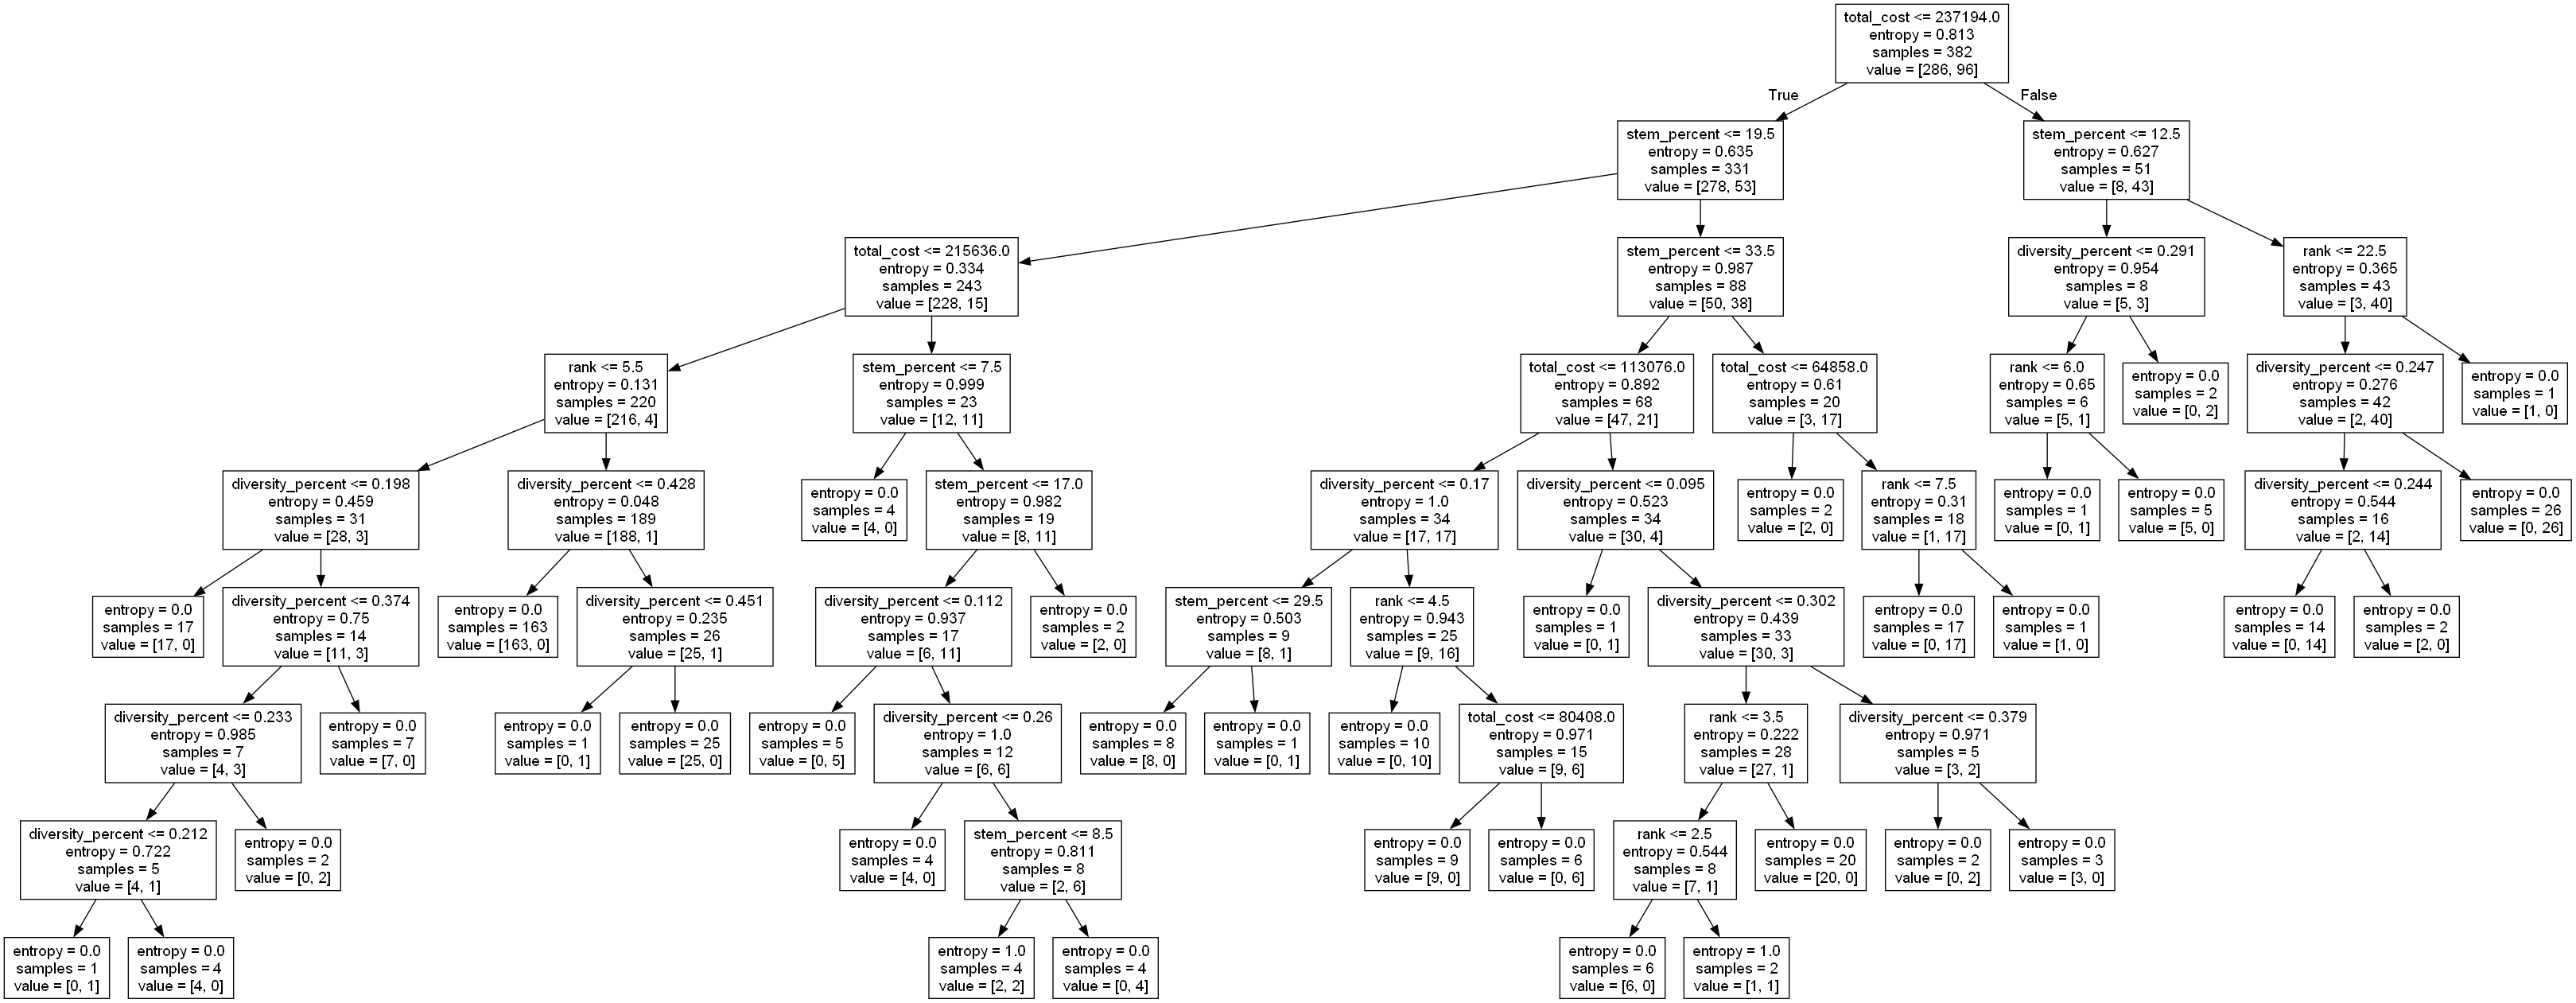 total_cost <= 237194.0
entropy = 0.813
samples = 382
value = [286, 96]
True
False
stem_percent <= 19.5
entropy = 0.635
samples = 331
value = [278, 53]
stem_percent <= 12.5
entropy = 0.627
samples = 51
value = [8, 43]
total_cost <= 215636.0
entropy = 0.334
samples = 243
value = [228, 15]
stem_percent <= 33.5
entropy = 0.987
samples = 88
value = [50, 38]
diversity_percent <= 0.291
entropy = 0.954
samples = 8
value = [5, 3]
rank <= 22.5
entropy = 0.365
samples = 43
value = [3, 40]
rank <= 5.5
entropy = 0.131
samples = 220
value = [216, 4]
stem_percent <= 7.5
entropy = 0.999
samples = 23
value = [12, 11]
total_cost <= 113076.0
entropy = 0.892
samples = 68
value = [47, 21]
total_cost <= 64858.0
entropy = 0.61
samples = 20
value = [3, 17]
rank <= 6.0
entropy = 0.65
samples = 6
value = [5, 1]
entropy = 0.0
samples = 2
value = [0, 2]
diversity_percent <= 0.247
entropy = 0.276
samples = 42
value = [2, 40]
entropy = 0.0
samples = 1
value = [1, 0]
diversity_percent <= 0.198
entropy = 0.459
samples = 31
value = [28, 3]
diversity_percent <= 0.428
entropy = 0.048
samples = 189
value = [188, 1]
entropy = 0.0
samples = 4
value = [4, 0]
stem_percent <= 17.0
entropy = 0.982
samples = 19
value = [8, 11]
diversity_percent <= 0.17
entropy = 1.0
samples = 34
value = [17, 17]
diversity_percent <= 0.095
entropy = 0.523
samples = 34
value = [30, 4]
entropy = 0.0
samples = 2
value = [2, 0]
rank <= 7.5
entropy = 0.31
samples = 18
value = [1, 17]
entropy = 0.0
samples = 1
value = [0, 1]
entropy = 0.0
samples = 5
value = [5, 0]
diversity_percent <= 0.244
entropy = 0.544
samples = 16
value = [2, 14]
entropy = 0.0
samples = 26
value = [0, 26]
entropy = 0.0
samples = 17
value = [17, 0]
diversity_percent <= 0.374
entropy = 0.75
samples = 14
value = [11, 3]
entropy = 0.0
samples = 163
value = [163, 0]
diversity_percent <= 0.451
entropy = 0.235
samples = 26
value = [25, 1]
diversity_percent <= 0.112
entropy = 0.937
samples = 17
value = [6, 11]
entropy = 0.0
samples = 2
value = [2, 0]
stem_percent <= 29.5
entropy = 0.503
samples = 9
value = [8, 1]
rank <= 4.5
entropy = 0.943
samples = 25
value = [9, 16]
entropy = 0.0
samples = 1
value = [0, 1]
diversity_percent <= 0.302
entropy = 0.439
samples = 33
value = [30, 3]
entropy = 0.0
samples = 17
value = [0, 17]
entropy = 0.0
samples = 1
value = [1, 0]
entropy = 0.0
samples = 14
value = [0, 14]
entropy = 0.0
samples = 2
value = [2, 0]
diversity_percent <= 0.233
entropy = 0.985
samples = 7
value = [4, 3]
entropy = 0.0
samples = 7
value = [7, 0]
entropy = 0.0
samples = 1
value = [0, 1]
entropy = 0.0
samples = 25
value = [25, 0]
entropy = 0.0
samples = 5
value = [0, 5]
diversity_percent <= 0.26
entropy = 1.0
samples = 12
value = [6, 6]
entropy = 0.0
samples = 8
value = [8, 0]
entropy = 0.0
samples = 1
value = [0, 1]
entropy = 0.0
samples = 10
value = [0, 10]
total_cost <= 80408.0
entropy = 0.971
samples = 15
value = [9, 6]
rank <= 3.5
entropy = 0.222
samples = 28
value = [27, 1]
diversity_percent <= 0.379
entropy = 0.971
samples = 5
value = [3, 2]
diversity_percent <= 0.212
entropy = 0.722
samples = 5
value = [4, 1]
entropy = 0.0
samples = 2
value = [0, 2]
entropy = 0.0
samples = 4
value = [4, 0]
stem_percent <= 8.5
entropy = 0.811
samples = 8
value = [2, 6]
entropy = 0.0
samples = 9
value = [9, 0]
entropy = 0.0
samples = 6
value = [0, 6]
rank <= 2.5
entropy = 0.544
samples = 8
value = [7, 1]
entropy = 0.0
samples = 20
value = [20, 0]
entropy = 0.0
samples = 2
value = [0, 2]
entropy = 0.0
samples = 3
value = [3, 0]
entropy = 0.0
samples = 1
value = [0, 1]
entropy = 0.0
samples = 4
value = [4, 0]
entropy = 1.0
samples = 4
value = [2, 2]
entropy = 0.0
samples = 4
value = [0, 4]
entropy = 0.0
samples = 6
value = [6, 0]
entropy = 1.0
samples = 2
value = [1, 1]